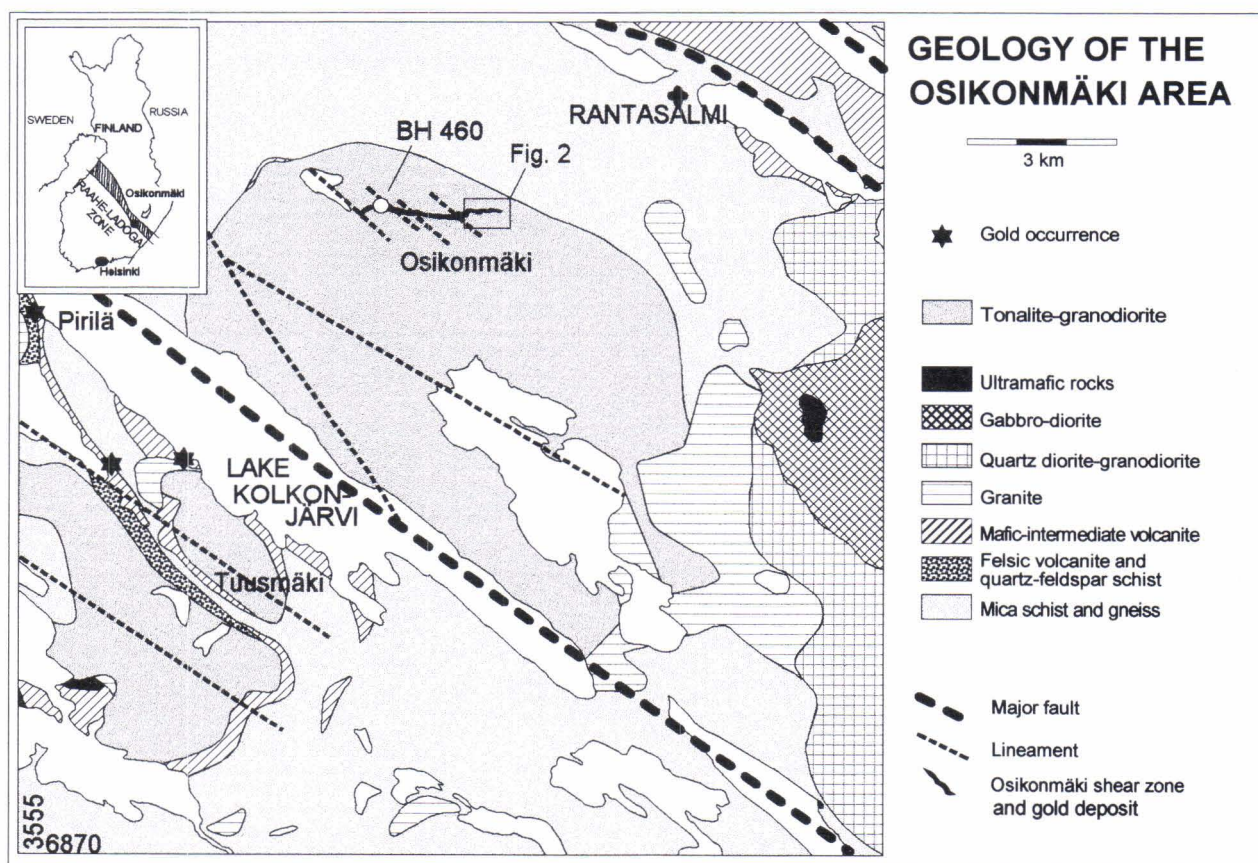 GEOLOGY OF THE
OSIKONMÄKI AREA
3 km
Gold occurrence
Tonalite-granodiorite
Ultramafic rocks
Gabbro-diorite
Quartz diorite-granodiorite
Granite
Mafic-intermediate volcanite
Felsic volcanite and
quartz-feldspar schist
Mica schist and gneiss
Major fault
Lineament
Osikonmäki shear zone
and gold deposit
SWEDEN
FINLAND
RUSSIA
Osikonmäki
RAAHE-LADOGA
ZONE
Helsinki
RANTASALMI
BH 460
Fig. 2
Osikonmäki
Pirilä
LAKE
KOLKON-
JÄRVI
Tuusmäki
3555
6870